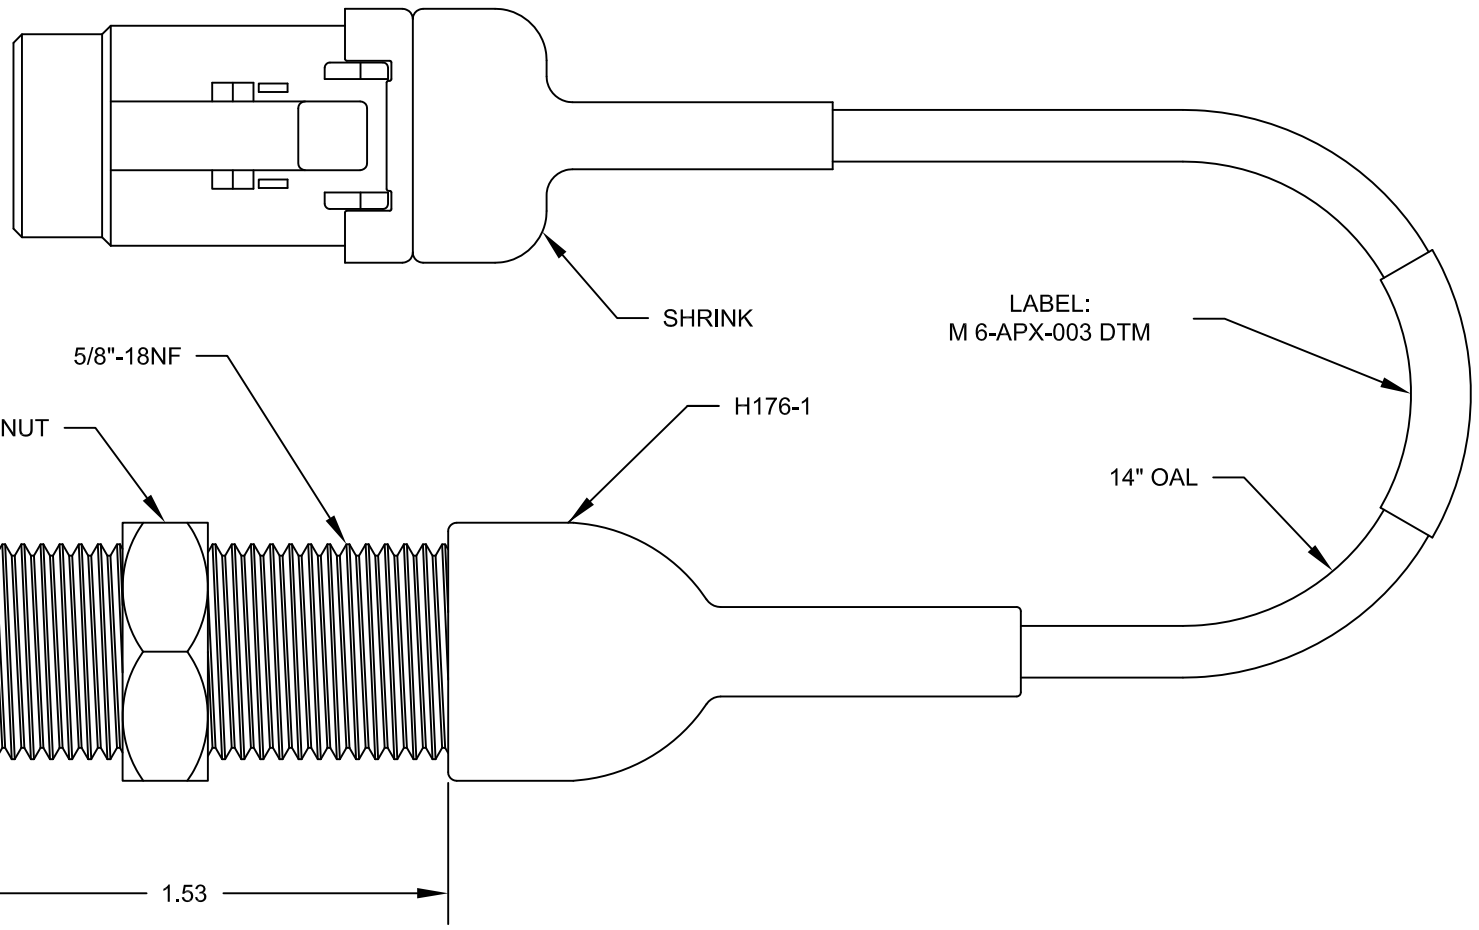 SHRINK
LABEL:
M 6-APX-003 DTM
5/8"-18NF
H176-1
NUT
14" OAL
1.53